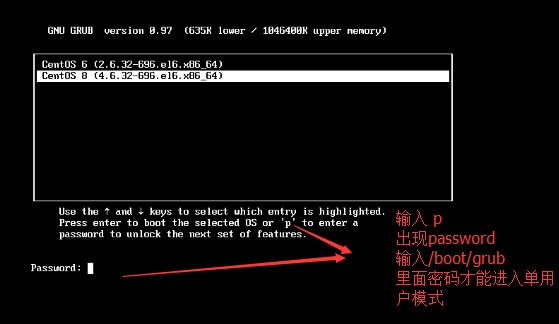 GNU GRUB version 0.97 (635K lower / 1046400K upper memory)
CentOS 6 (2.6.32-696.el6.x86_64)
CentOS 8 (4.6.32-696.el6.x86_64)
Use the ↑ and ↓ keys to select which entry is highlighted.
Press enter to boot the selected OS or 'p' to enter a
password to unlock the next set of features.
Password:
输入 p
出现password
输入/boot/grub
里面密码才能进入单用
户模式